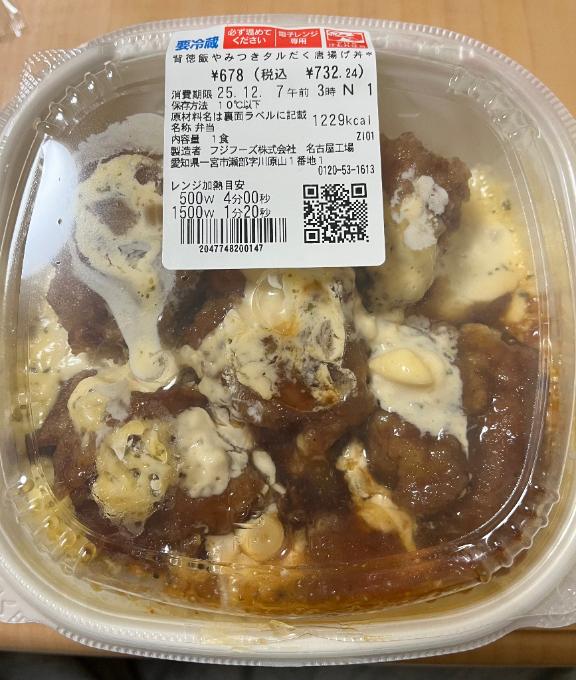 要冷蔵
必ず温めて
ください
電子レンジ
専用
背徳飯やみつきタルだく唐揚げ丼*
¥678(税込 ¥732.24)
消費期限 25.12. 7午前 3時 N 1
保存方法 10℃以下
原材料名は裏面ラベルに記載
名称 弁当
1229kcal
内容量 1食
Z101
製造者 フジフーズ株式会社 名古屋工場
愛知県一宮市瀬部字川原山1番地1
0120-53-1613
レンジ加熱目安
500W 4分00秒
1500W 1分20秒
2047748200147